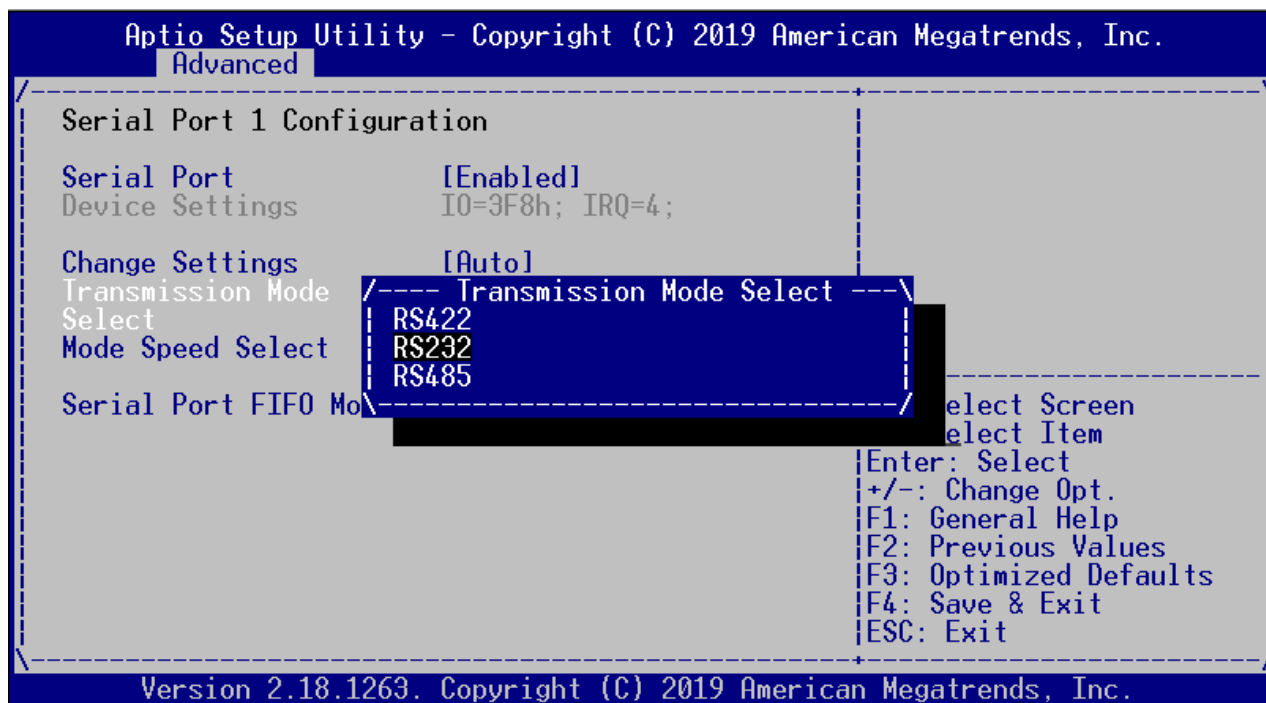 Aptio Setup Utility – Copyright (C) 2019 American Megatrends, Inc.
Advanced
Serial Port 1 Configuration
Serial Port [Enabled]
Device Settings IO=3F8h; IRQ=4;
Change Settings [Auto]
Transmission Mode
Select
Mode Speed Select
Serial Port FIFO Mo
Transmission Mode Select
RS422
RS232
RS485
elect Screen
elect Item
Enter: Select
+/-: Change Opt.
F1: General Help
F2: Previous Values
F3: Optimized Defaults
F4: Save & Exit
ESC: Exit
Version 2.18.1263. Copyright (C) 2019 American Megatrends, Inc.